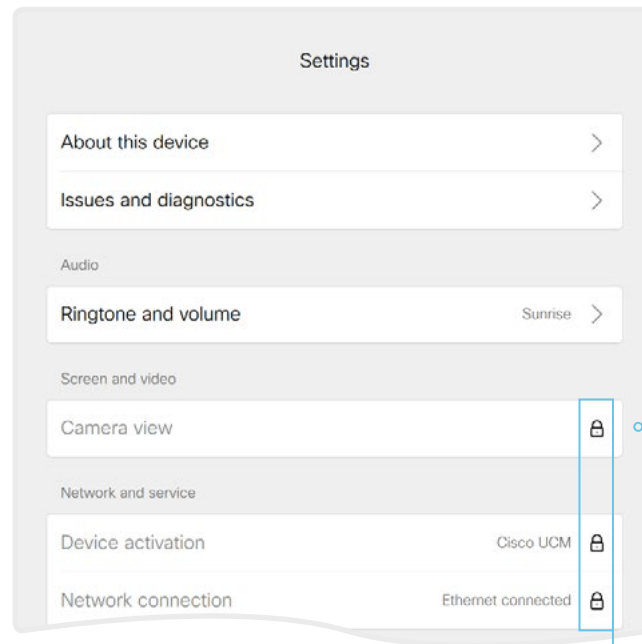 Settings
About this device
Issues and diagnostics
Audio
Ringtone and volume Sunrise
Screen and video
Camera view
Network and service
Device activation Cisco UCM
Network connection Ethernet connected